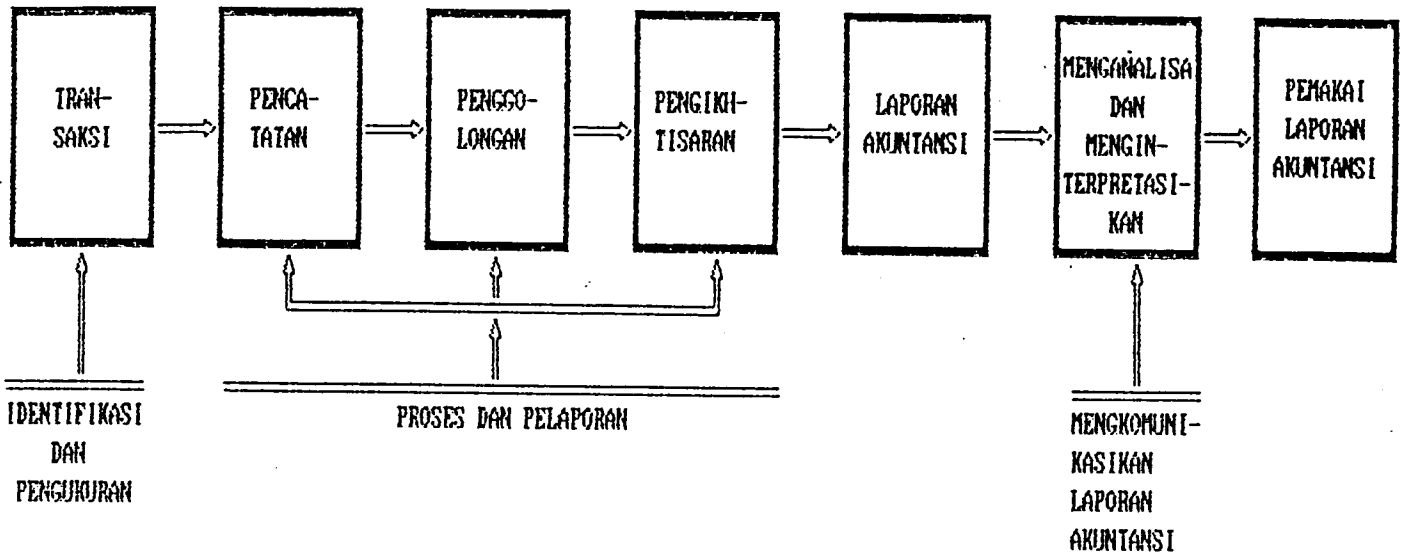 TRAN-
SAKSI
PENCA-
TATAN
PENGGO-
LONGAN
PENGIKH-
TISARAN
LAPORAN
AKUNTANSI
MENGANALISA
DAN
MENGIN-
TERPRETASI-
KAN
PEMAKAI
LAPORAN
AKUNTANSI
IDENTIFIKASI
DAN
PENGUKURAN
PROSES DAN PELAPORAN
MENGKOMUNI-
KASIKAN
LAPORAN
AKUNTANSI